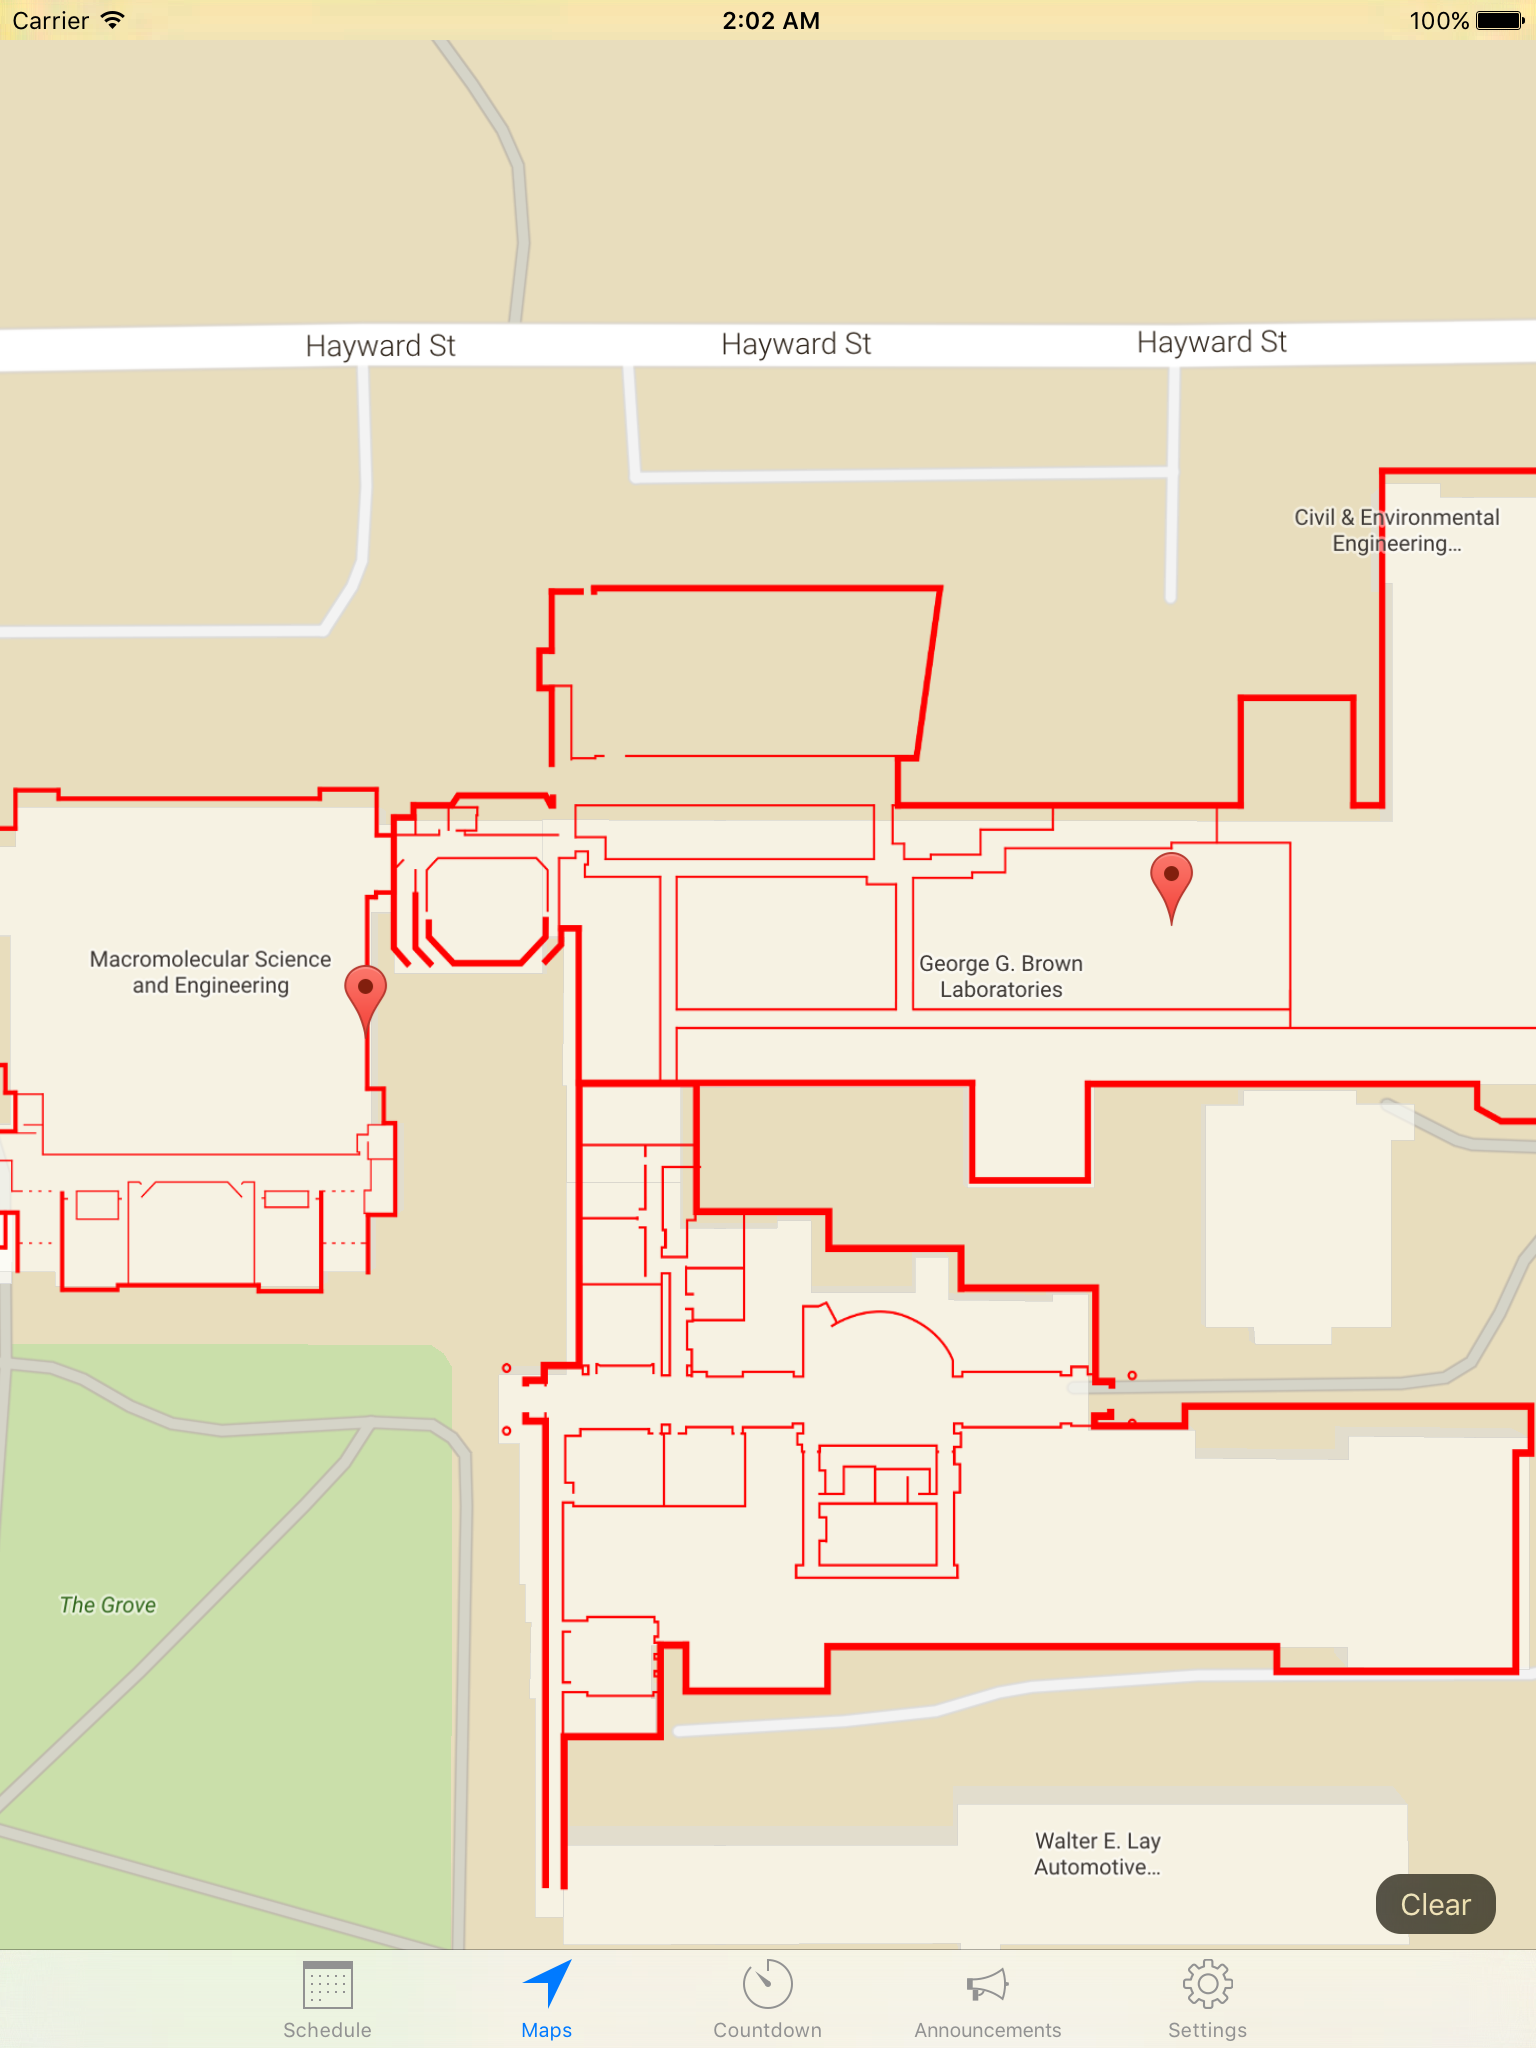 Carrier 2:02 AM 100%
Hayward St Hayward St Hayward St
Civil & Environmental
Engineering...
Macromolecular Science
and Engineering
George G. Brown
Laboratories
The Grove
Walter E. Lay
Automotive...
Clear
Schedule Maps Countdown Announcements Settings